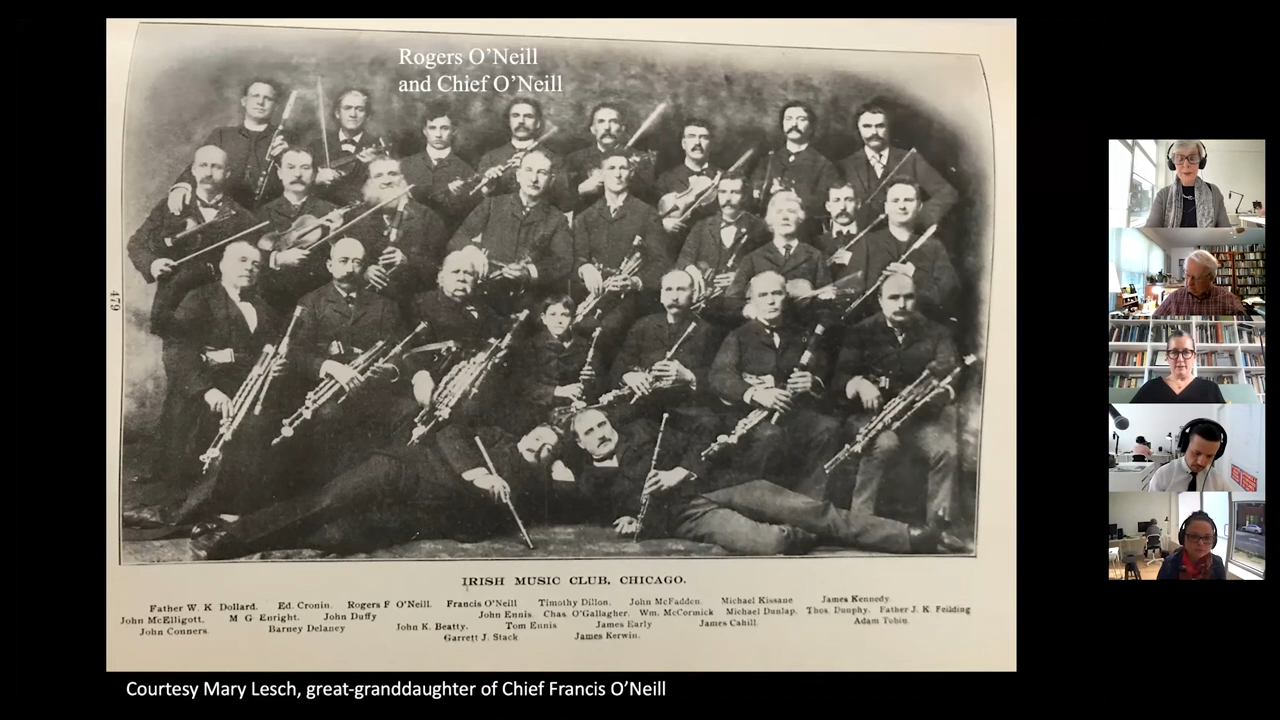 Rogers O'Neill
and Chief O'Neill
479
IRISH MUSIC CLUB, CHICAGO.
Father W. K Dollard. Ed. Cronin. Rogers F O'Neill. Francis O'Neill Timothy Dillon. John McFadden. Michael Kissane James Kennedy.
John McElligott, M G Enright. John Duffy John Ennis. Chas. O'Gallagher. Wm. McCormick Michael Dunlap. Thos. Dunphy. Father J. K. Feilding
John Conners. Barney Delaney John K. Beatty. Tom Ennis James Early James Cahill. Adam Tobin.
Garrett J. Stack James Kerwin.
Courtesy Mary Lesch, great-granddaughter of Chief Francis O'Neill